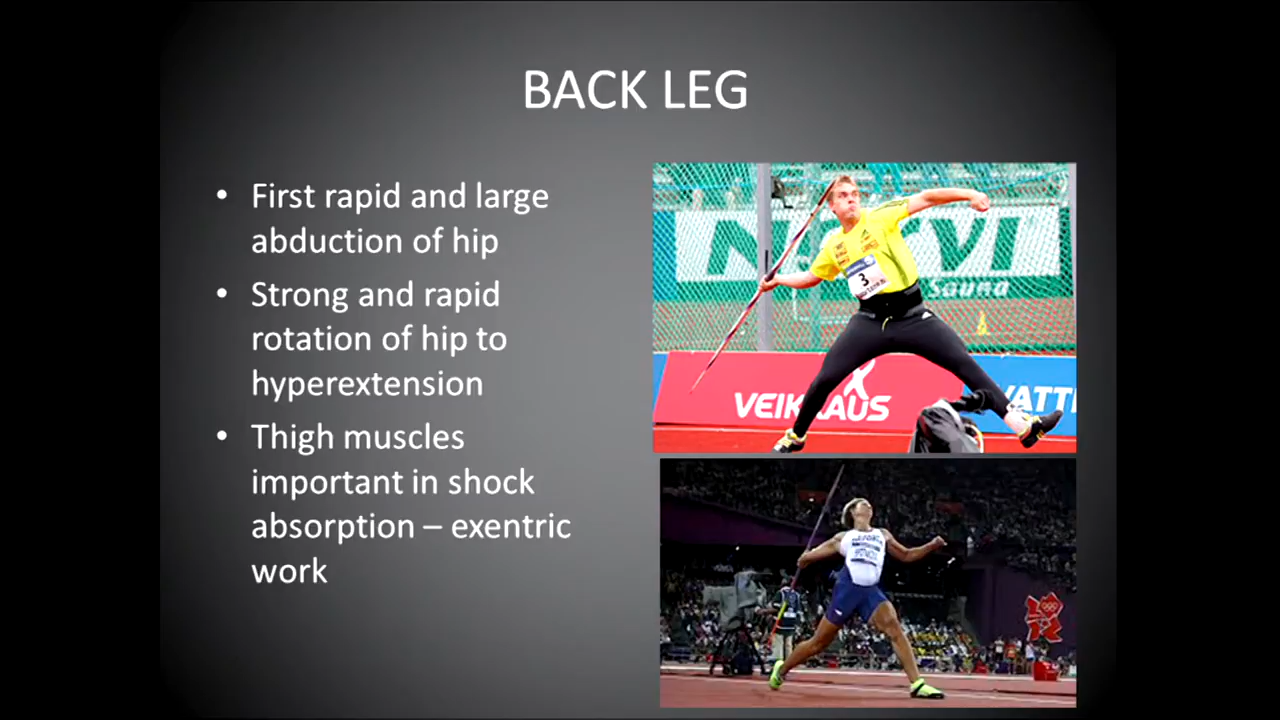 BACK LEG
• First rapid and large
abduction of hip
• Strong and rapid
rotation of hip to
hyperextension
• Thigh muscles
important in shock
absorption – exentric
work
Sauna
3
VEIKKAUS